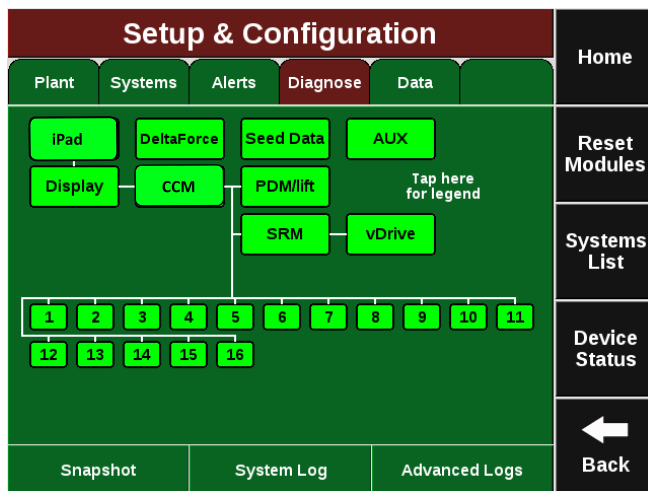 Setup & Configuration
Home
Plant Systems Alerts Diagnose Data
iPad DeltaForce Seed Data AUX
Reset
Modules
Display CCM PDM/lift Tap here
for legend
SRM vDrive
Systems
List
1 2 3 4 5 6 7 8 9 10 11
12 13 14 15 16
Device
Status
Snapshot System Log Advanced Logs
Back